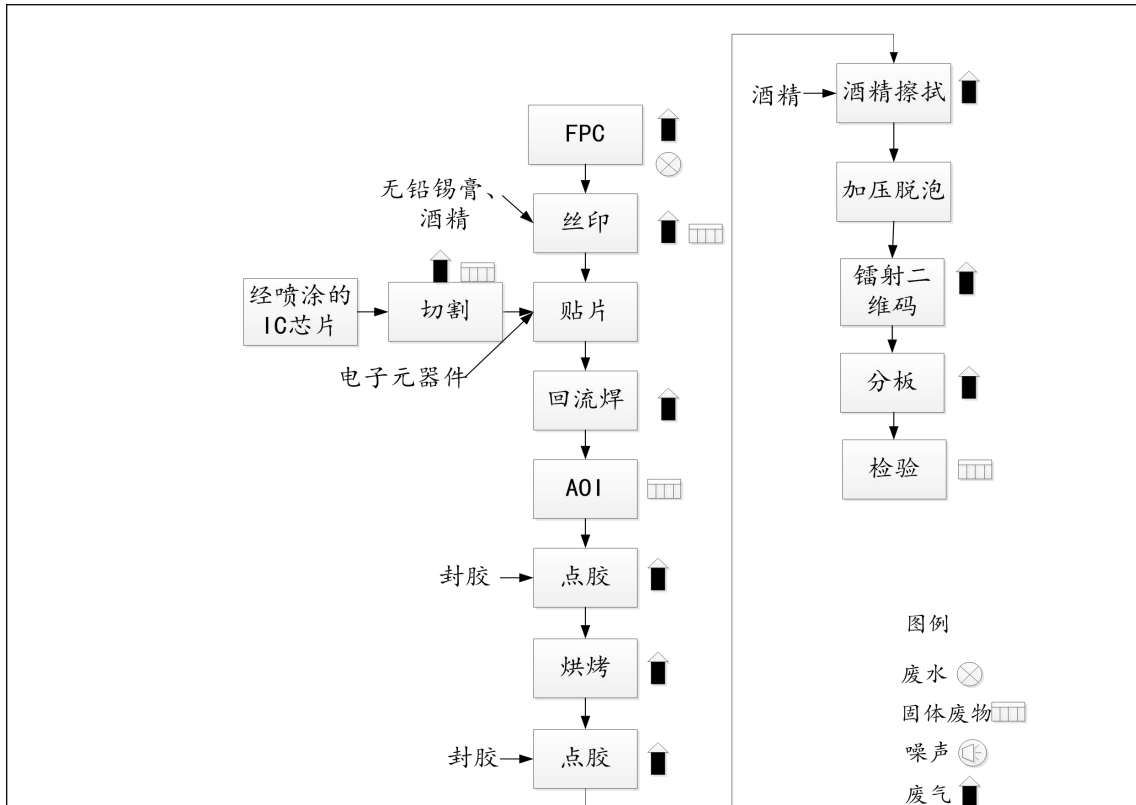 FPC
无铅锡膏、
酒精
丝印
经喷涂的
IC芯片
切割
贴片
电子元器件
回流焊
AOI
封胶
点胶
烘烤
封胶
点胶
酒精
酒精擦拭
加压脱泡
镭射二
维码
分板
检验
图例
废水
固体废物
噪声
废气